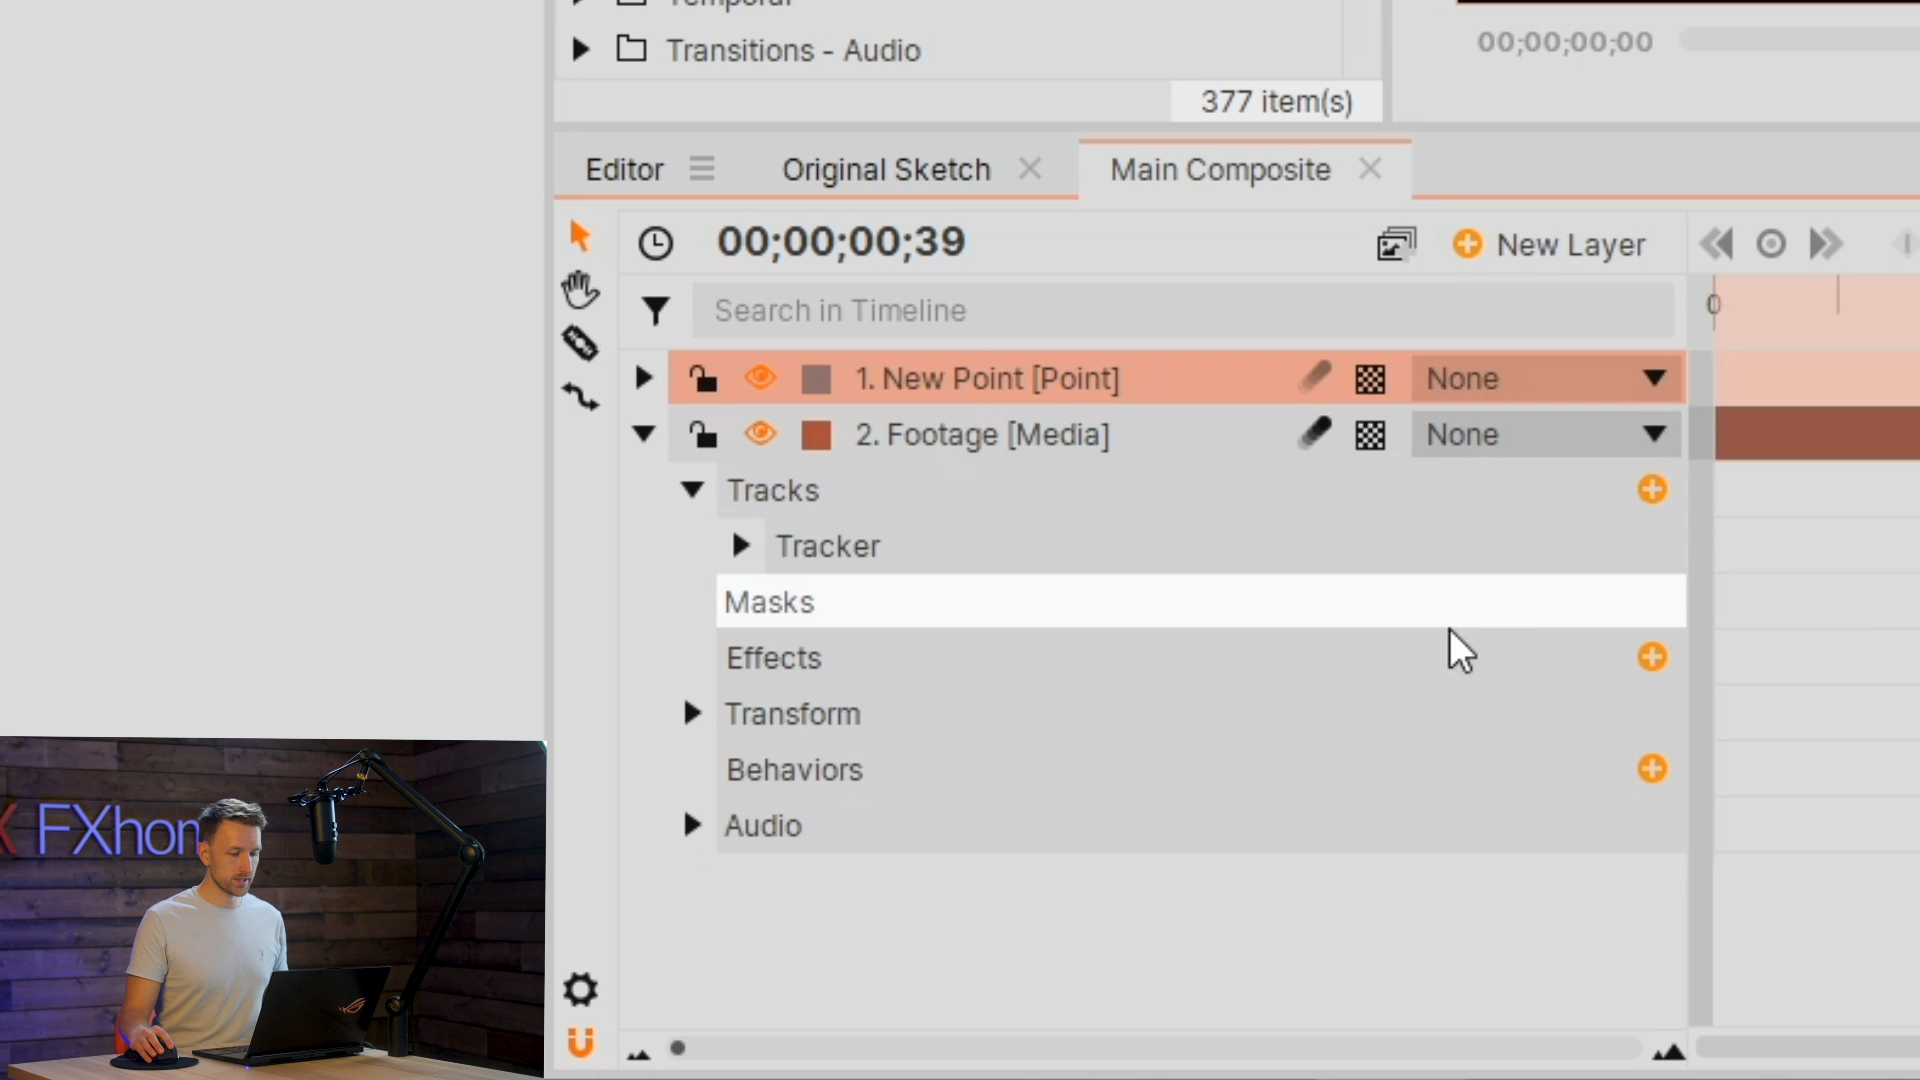 Temporal
Transitions - Audio
377 item(s)
00;00;00;00
Editor
Original Sketch
Main Composite
00;00;00;39
New Layer
0
Search in Timeline
1. New Point [Point]
None
2. Footage [Media]
None
Tracks
Tracker
Masks
Effects
Transform
Behaviors
Audio
FXhom